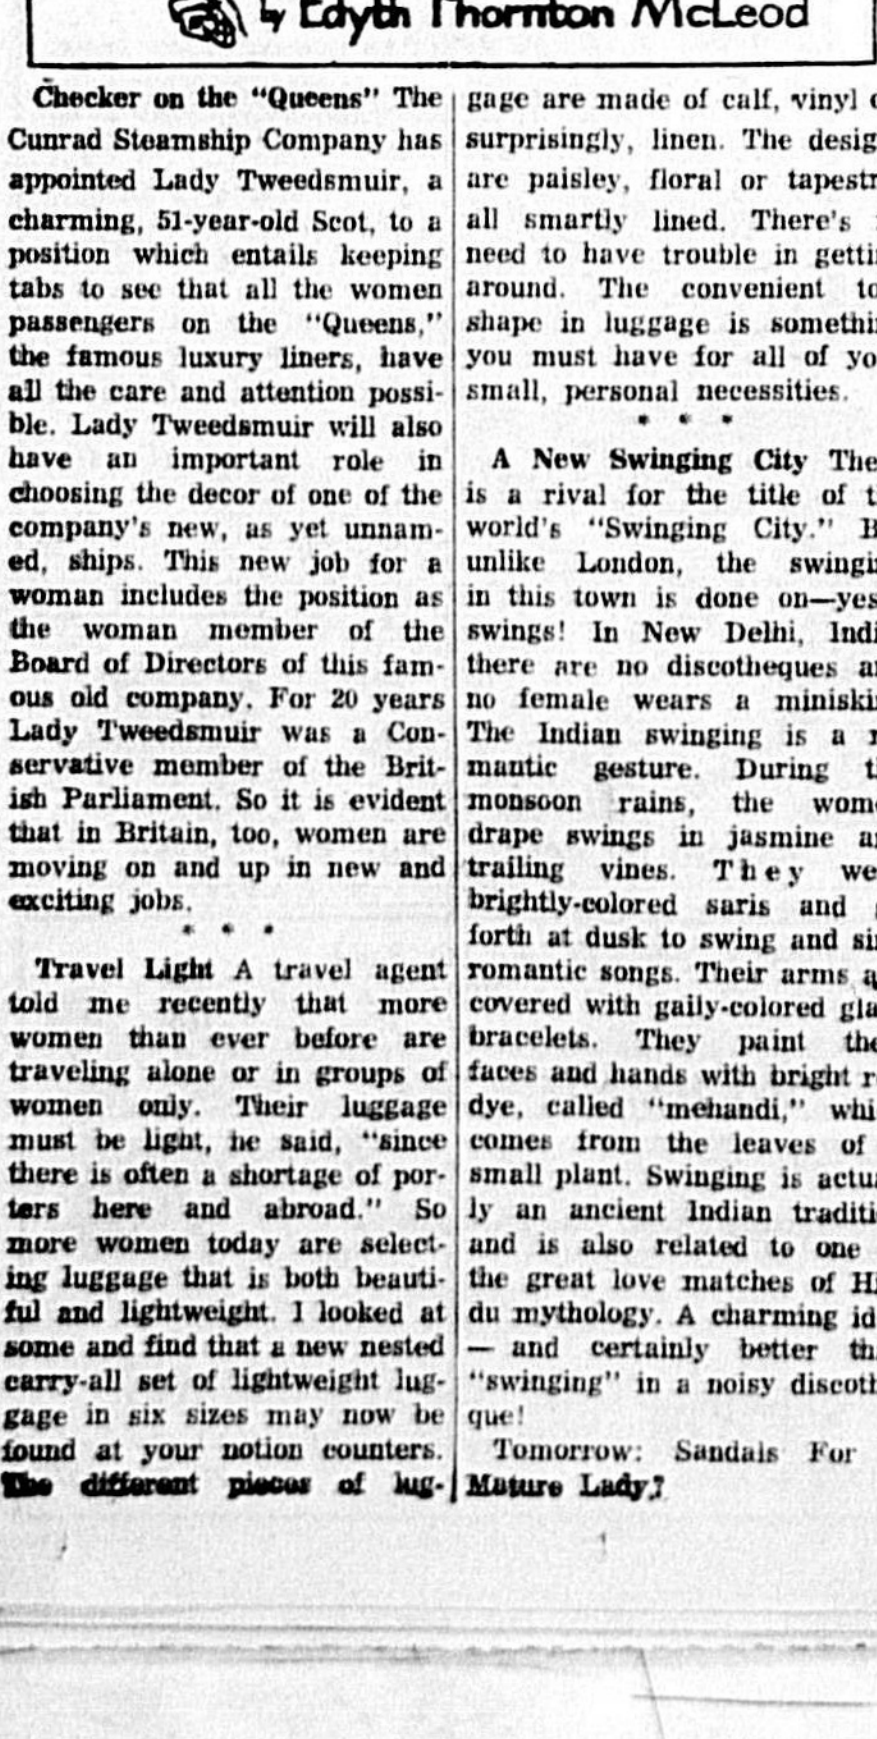 by Edyth Thornton McLeod
Checker on the "Queens" The
Cunrad Steamship Company has
appointed Lady Tweedsmuir, a
charming, 51-year-old Scot, to a
position which entails keeping
tabs to see that all the women
passengers on the "Queens,"
the famous luxury liners, have
all the care and attention possi-
ble. Lady Tweedsmuir will also
have an important role in
choosing the decor of one of the
company's new, as yet unnam-
ed, ships. This new job for a
woman includes the position as
the woman member of the
Board of Directors of this fam-
ous old company. For 20 years
Lady Tweedsmuir was a Con-
servative member of the Brit-
ish Parliament. So it is evident
that in Britain, too, women are
moving on and up in new and
exciting jobs.
* * *
Travel Light A travel agent
told me recently that more
women than ever before are
traveling alone or in groups of
women only. Their luggage
must be light, he said, "since
there is often a shortage of por-
ters here and abroad." So
more women today are select-
ing luggage that is both beauti-
ful and lightweight. I looked at
some and find that a new nested
carry-all set of lightweight lug-
gage in six sizes may now be
found at your notion counters.
The different pieces of lug-
gage are made of calf, vinyl
surprisingly, linen. The desig
are paisley, floral or tapestr
all smartly lined. There's
need to have trouble in getti
around. The convenient to
shape in luggage is somethi
you must have for all of yo
small, personal necessities.
* * *
A New Swinging City The
is a rival for the title of t
world's "Swinging City." B
unlike London, the swingi
in this town is done on—yes
swings! In New Delhi, Indi
there are no discotheques a
no female wears a miniski
The Indian swinging is a r
mantic gesture. During t
monsoon rains, the wom
drape swings in jasmine a
trailing vines. They we
brightly-colored saris and
forth at dusk to swing and si
romantic songs. Their arms a
covered with gaily-colored gla
bracelets. They paint the
faces and hands with bright r
dye, called "mehandi," whi
comes from the leaves of
small plant. Swinging is actu
ly an ancient Indian traditi
and is also related to one
the great love matches of Hi
du mythology. A charming id
— and certainly better th
"swinging" in a noisy discoth
que!
Tomorrow: Sandals For
Mature Lady?